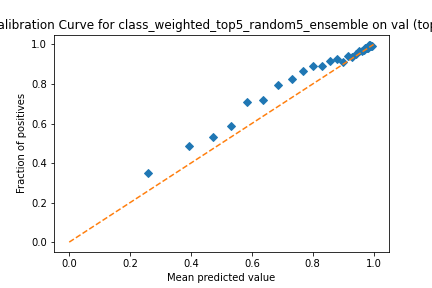 alibration Curve for class_weighted_top5_random5_ensemble on val (top
1.0
0.8
0.6
0.4
0.2
0.0
Fraction of positives
0.0 0.2 0.4 0.6 0.8 1.0
Mean predicted value